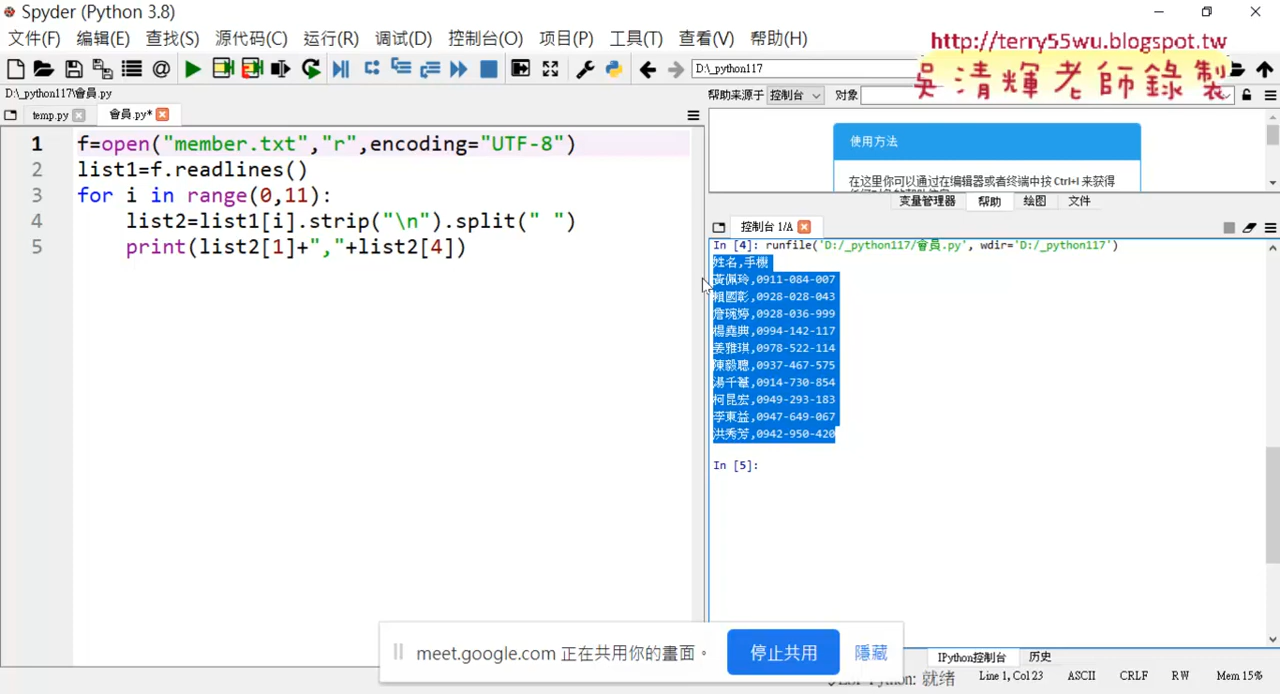 Spyder (Python 3.8)
文件(F) 编辑(E) 查找(S) 源代码(C) 运行(R) 调试(D) 控制台(O) 项目(P) 工具(T) 查看(V) 帮助(H)
http://terry55wu.blogspot.tw
吳清輝老師錄製
D:\_python117
D:\_python117\會員.py
帮助来源于 控制台 对象
temp.py 會員.py*
使用方法
在这里你可以通过在编辑器或者终端中按 Ctrl+I 来获得
变量管理器 帮助 绘图 文件
1 f=open("member.txt","r",encoding="UTF-8")
2 list1=f.readlines()
3 for i in range(0,11):
4 list2=list1[i].strip("\n").split(" ")
5 print(list2[1]+","+list2[4])
控制台 1/A
In [4]: runfile('D:/_python117/會員.py', wdir='D:/_python117')
姓名,手機
黃佩玲,0911-084-007
粗國彰,0928-028-043
詹琬婷,0928-036-999
楊堯典,0994-142-117
姜雅琪,0978-522-114
陳毅聰,0937-467-575
湯千,0914-730-854
柯昆宏,0949-293-183
李東益,0947-649-067
洪秀芳,0942-950-420
In [5]:
meet.google.com 正在共用你的畫面。 停止共用 隱藏
IPython控制台 历史
Python: 就绪 Line 1, Col 23 ASCII CRLF RW Mem 15%